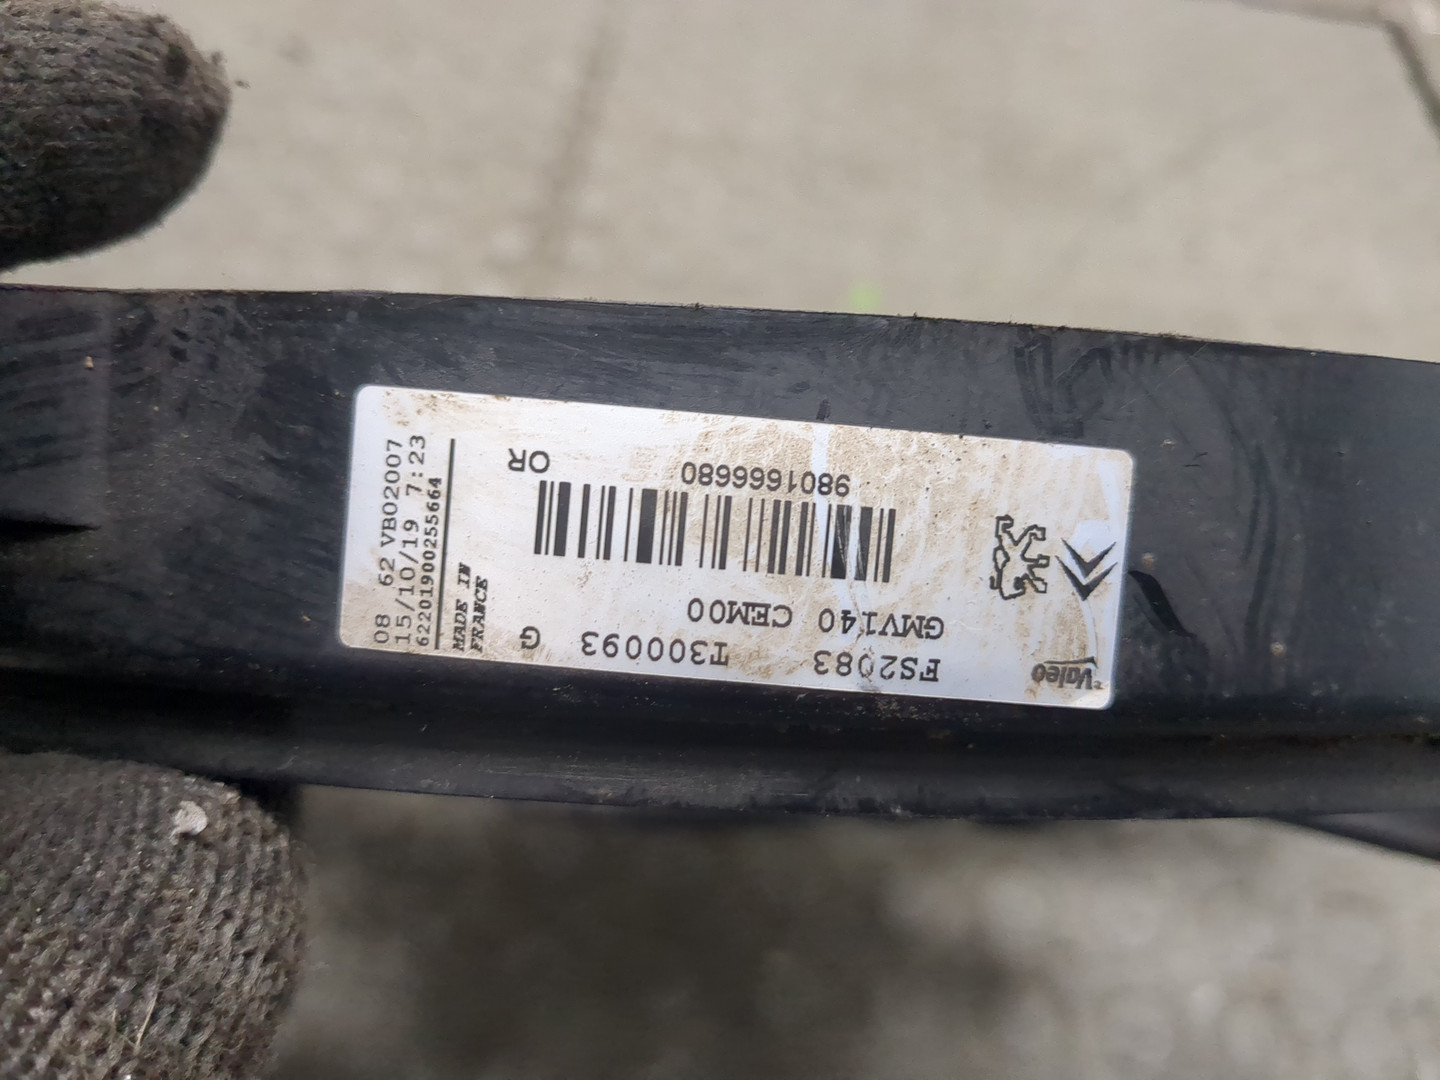 Valeo
FS2083 T300093 G
GMV140 CEM00
9801666680
OR
08 62 VB02007
15/10/19 7:23
62201900255664
MADE IN
FRANCE